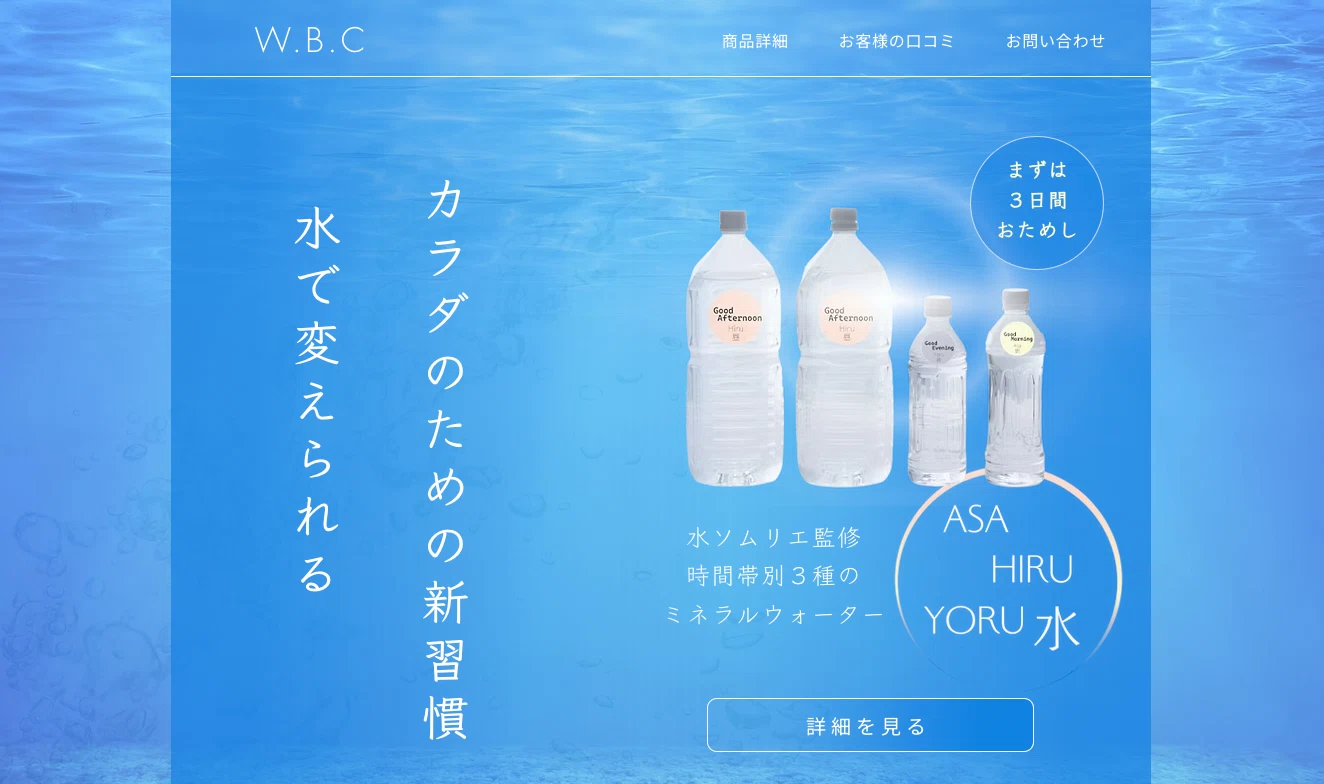 W.B.C
商品詳細
お客様の口コミ
お問い合わせ
カラダのための新習慣
水で変えられる
まずは
３日間
おためし
Good
Afternoon
Hiru
昼
Good
Afternoon
Hiru
昼
Good
Evening
Good
Morning
朝
水ソムリエ監修
時間帯別３種の
ミネラルウォーター
ASA
HIRU
YORU 水
詳細を見る